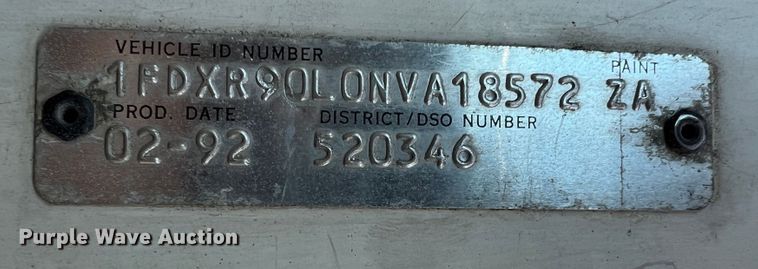 VEHICLE ID NUMBER
PAINT
1FDXR90L0NVA18572 ZA
PROD. DATE DISTRICT/DSO NUMBER
02-92 520346
Purple Wave Auction